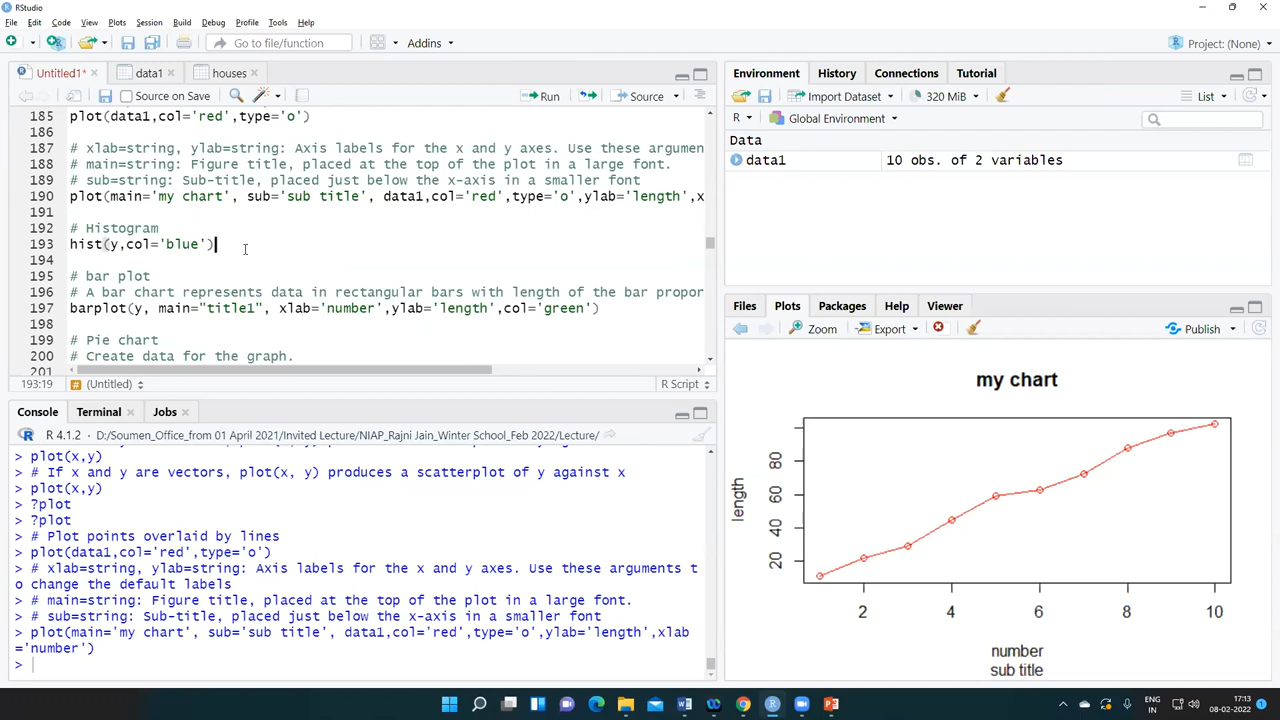 RStudio
File Edit Code View Plots Session Build Debug Profile Tools Help
Go to file/function Addins Project: (None)
Untitled1* data1 houses
Source on Save Run Source
185 plot(data1,col='red',type='o')
186
187 # xlab=string, ylab=string: Axis labels for the x and y axes. Use these argumen
188 # main=string: Figure title, placed at the top of the plot in a large font.
189 # sub=string: Sub-title, placed just below the x-axis in a smaller font
190 plot(main='my chart', sub='sub title', data1,col='red',type='o',ylab='length',x
191
192 # Histogram
193 hist(y,col='blue')
194
195 # bar plot
196 # A bar chart represents data in rectangular bars with length of the bar propor
197 barplot(y, main="title1", xlab='number',ylab='length',col='green')
198
199 # Pie chart
200 # Create data for the graph.
201
193:19 (Untitled) R Script
Console Terminal Jobs
R 4.1.2 · D:/Soumen_Office_from 01 April 2021/Invited Lecture/NIAP_Rajni Jain_Winter School_Feb 2022/Lecture/
> plot(x,y)
> # If x and y are vectors, plot(x, y) produces a scatterplot of y against x
> plot(x,y)
> ?plot
> ?plot
> # Plot points overlaid by lines
> plot(data1,col='red',type='o')
> # xlab=string, ylab=string: Axis labels for the x and y axes. Use these arguments t
o change the default labels
> # main=string: Figure title, placed at the top of the plot in a large font.
> # sub=string: Sub-title, placed just below the x-axis in a smaller font
> plot(main='my chart', sub='sub title', data1,col='red',type='o',ylab='length',xlab
='number')
>
Environment History Connections Tutorial
Import Dataset 320 MiB List
R Global Environment
Data
data1 10 obs. of 2 variables
Files Plots Packages Help Viewer
Zoom Export Publish
my chart
length
80
60
40
20
2 4 6 8 10
number
sub title
ENG
IN
17:13
08-02-2022